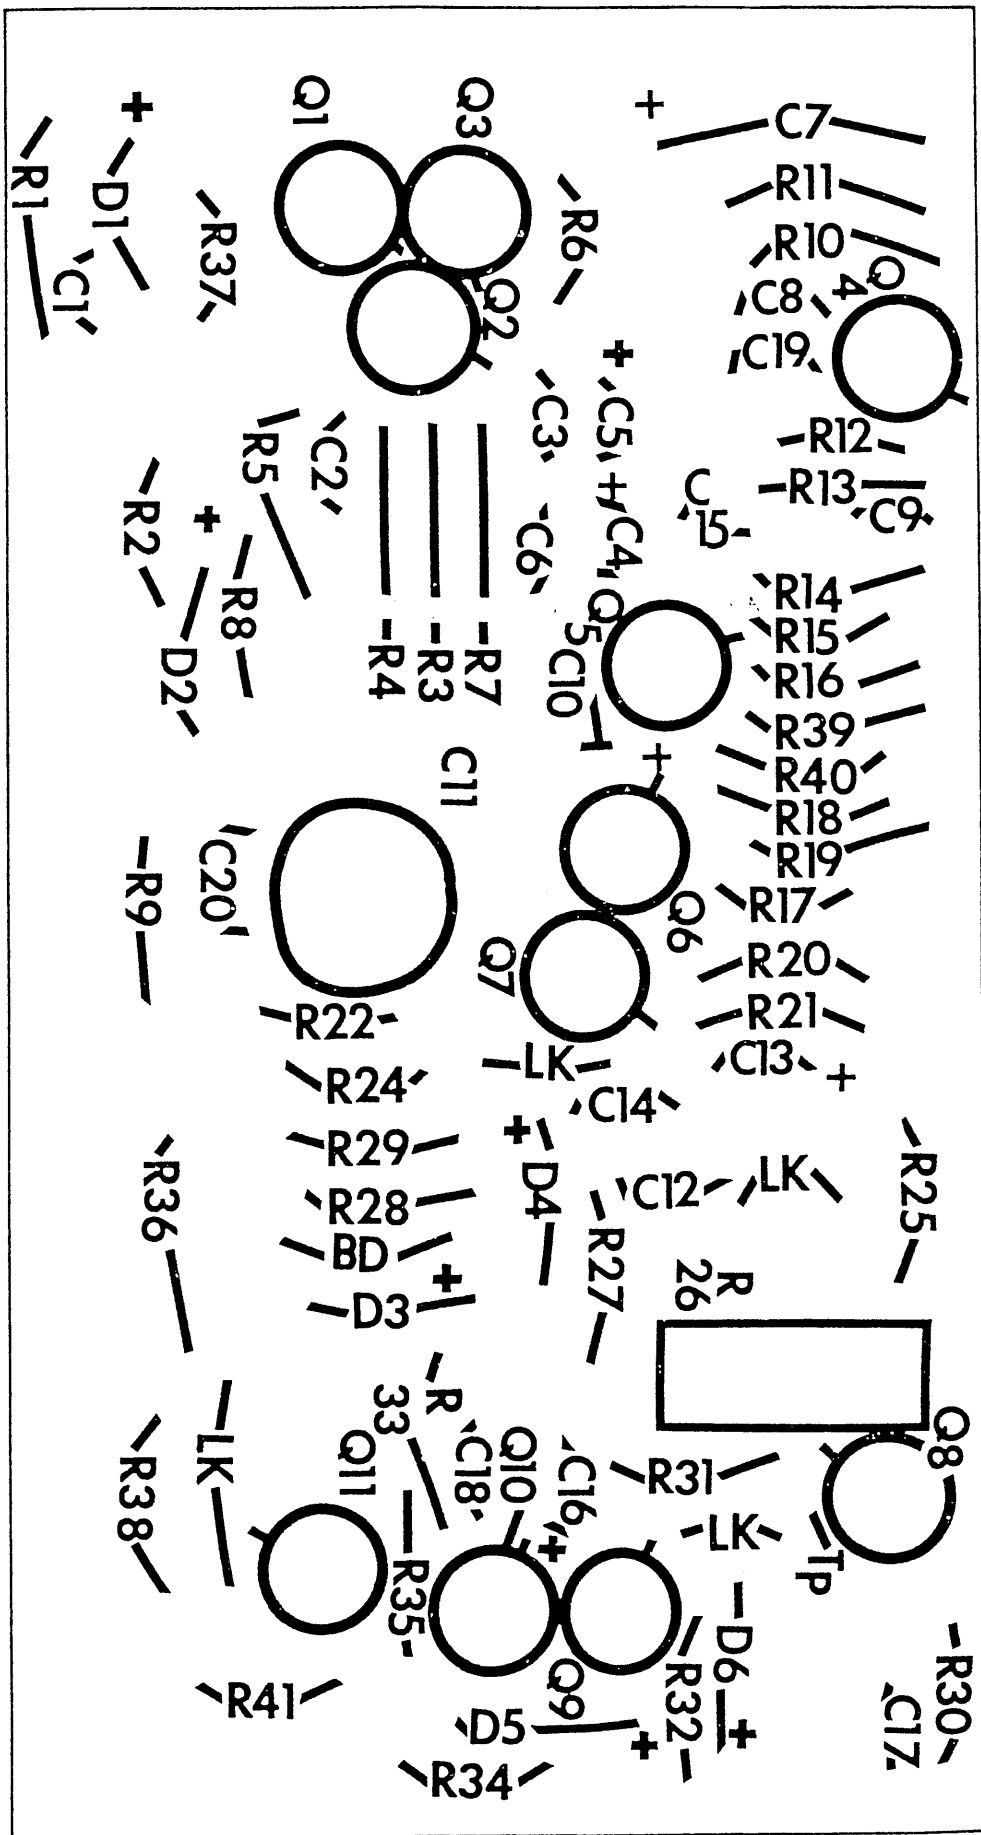 Q1
Q3
+
+
C7
R1
D1
R11
R37
R6
R10
C1
Q
4
C8
Q2
C19
+
C3
C5
R12
R5
C2
+
C
15
R13
C9
R2
+
C6
C4
R8
R14
Q
5
R15
D2
R4
R3
R7
C10
R16
R39
+
R40
C11
R18
R19
R9
C20
R17
Q6
Q7
R20
R22
R21
LK
C13
+
R24
C14
+
R29
D4
R36
LK
R25
C12
R28
R27
BD
R
26
+
D3
R
33
Q8
Q11
C18
Q10
C16
R31
LK
R38
LK
+
Tp
R35
D6
R32
R30
Q9
R41
C17
D5
+
+
R34